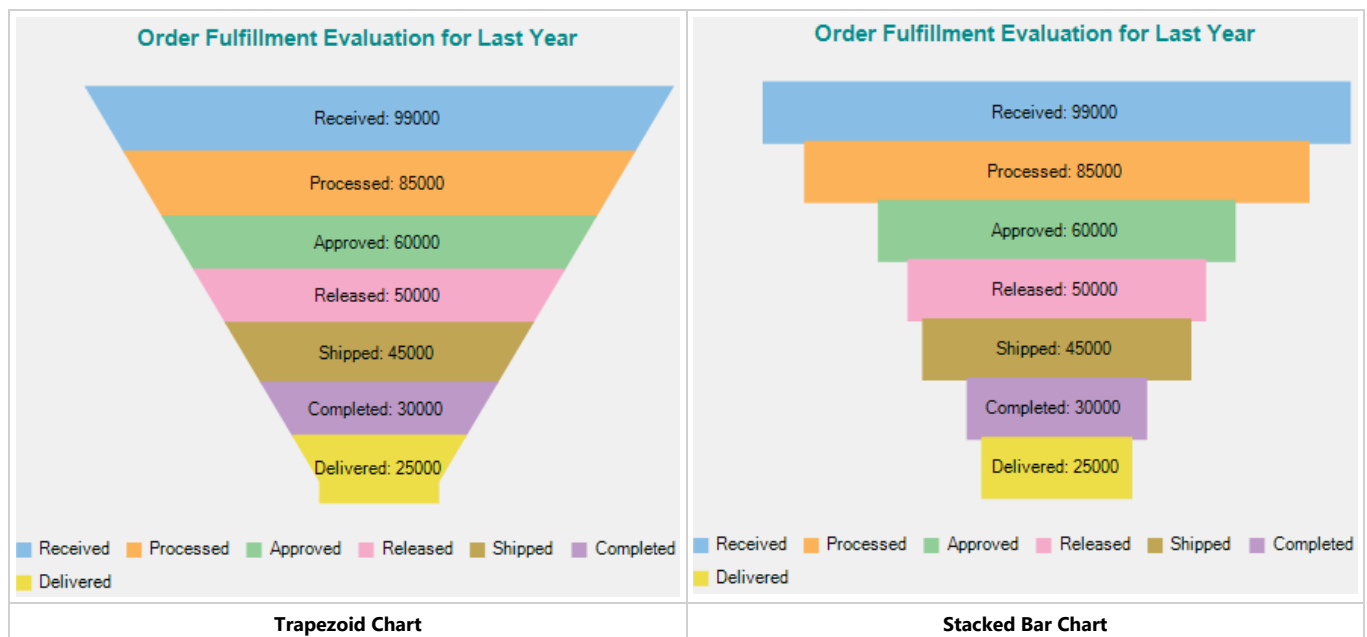 Order Fulfillment Evaluation for Last Year
Received: 99000
Processed: 85000
Approved: 60000
Released: 50000
Shipped: 45000
Completed: 30000
Delivered: 25000
Received Processed Approved Released Shipped Completed
Delivered
Trapezoid Chart
Order Fulfillment Evaluation for Last Year
Received: 99000
Processed: 85000
Approved: 60000
Released: 50000
Shipped: 45000
Completed: 30000
Delivered: 25000
Received Processed Approved Released Shipped Completed
Delivered
Stacked Bar Chart